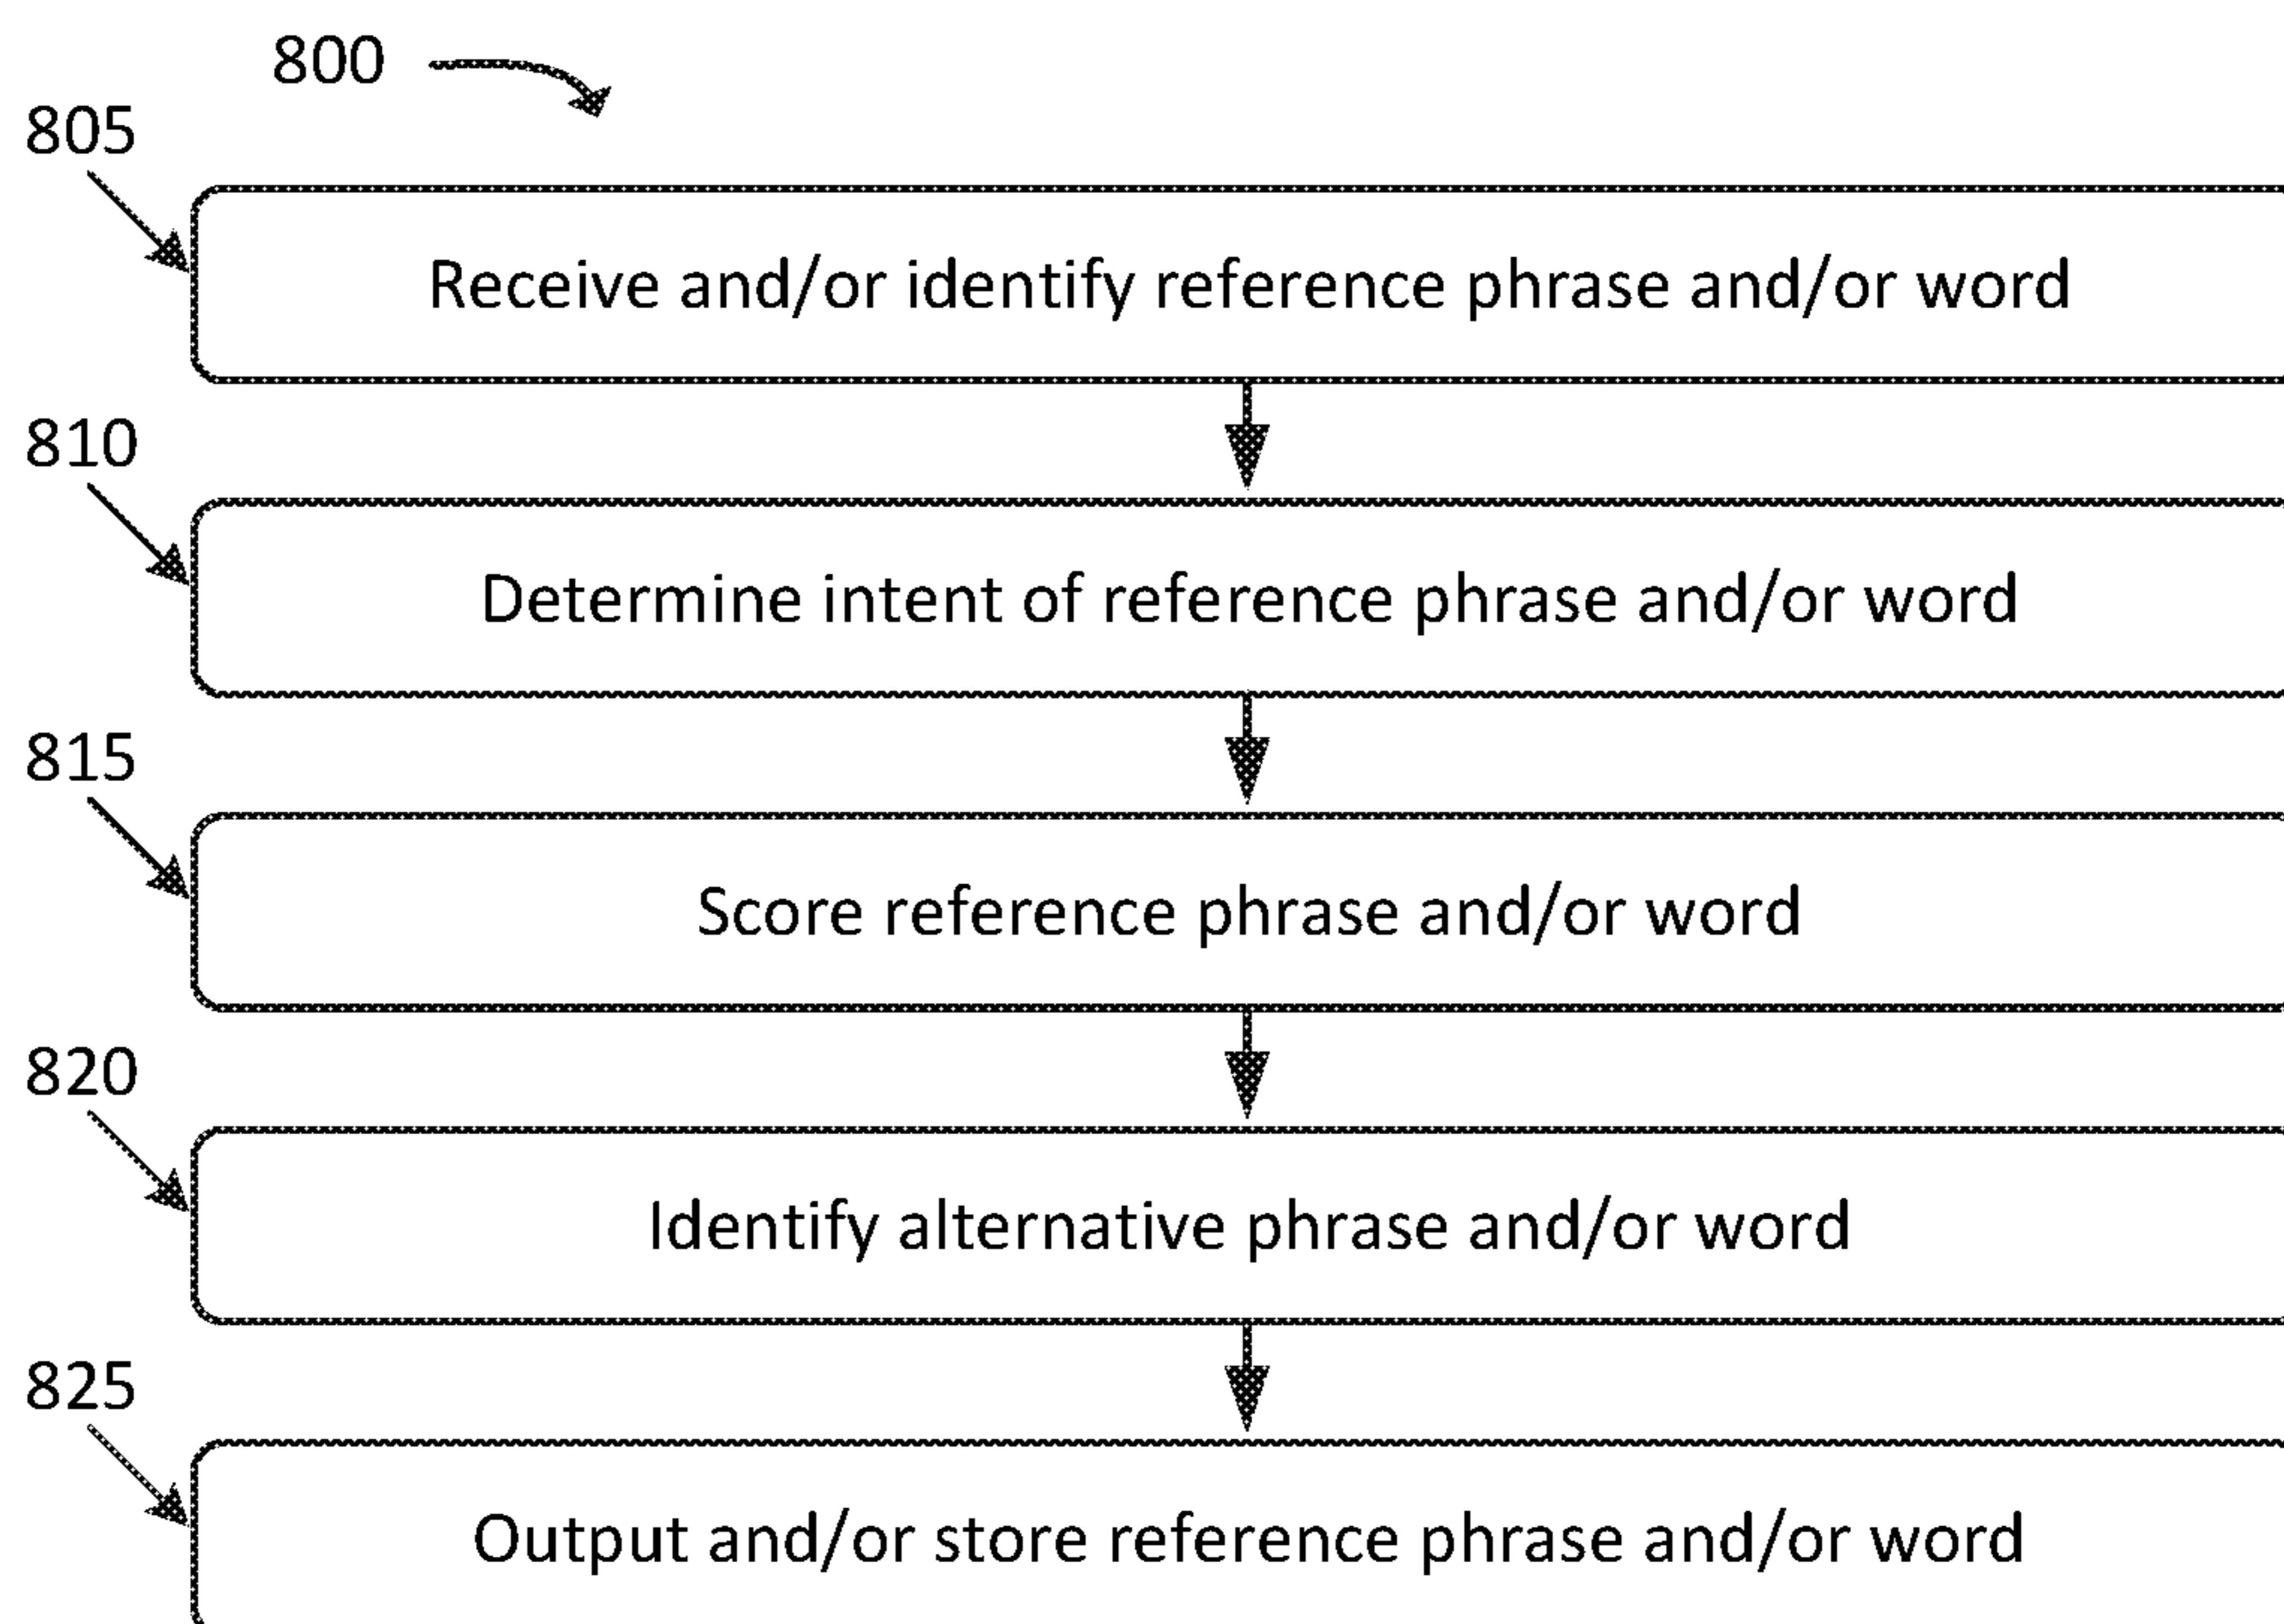 800
805
Receive and/or identify reference phrase and/or word
810
Determine intent of reference phrase and/or word
815
Score reference phrase and/or word
820
Identify alternative phrase and/or word
825
Output and/or store reference phrase and/or word